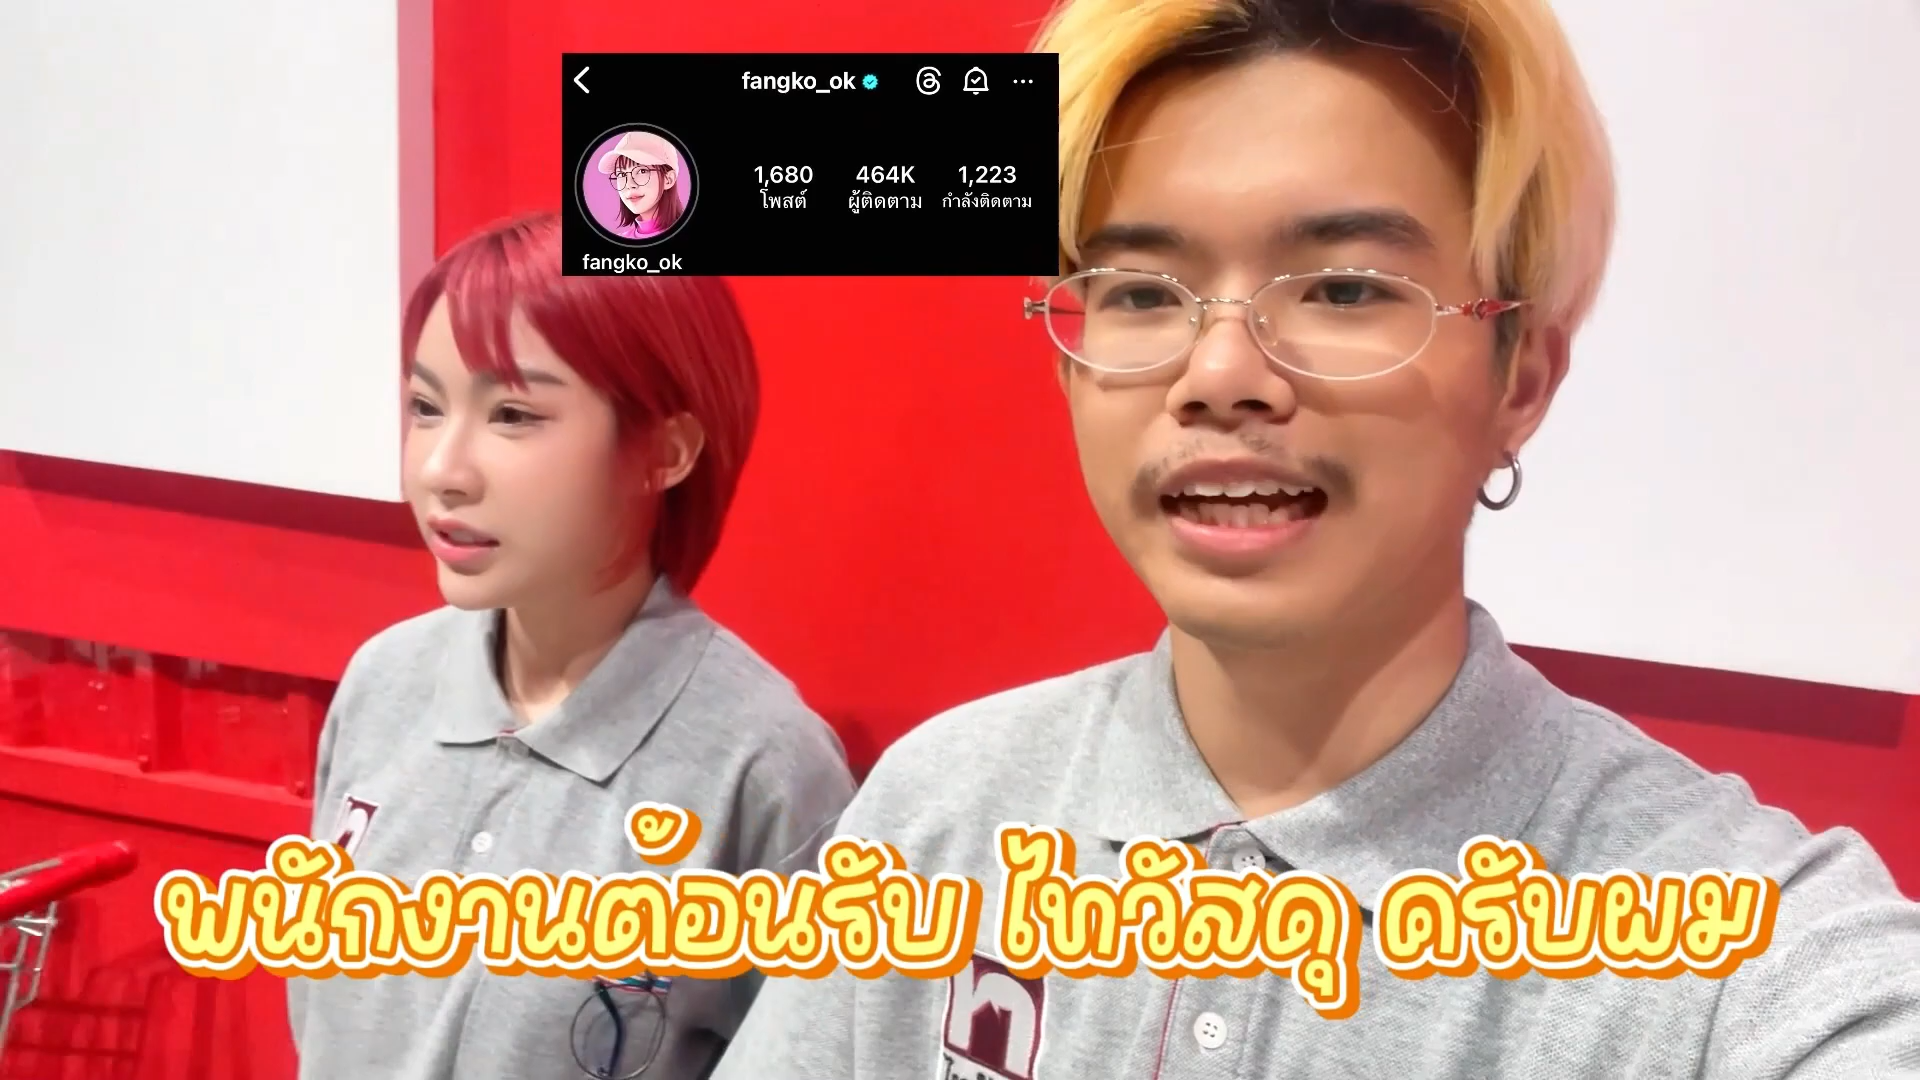 fangko_ok
1,680 464K 1,223
โพสต์ ผู้ติดตาม กำลังติดตาม
fangko_ok
พนักงานต้อนรับ ไทวัสดุ ครับผม